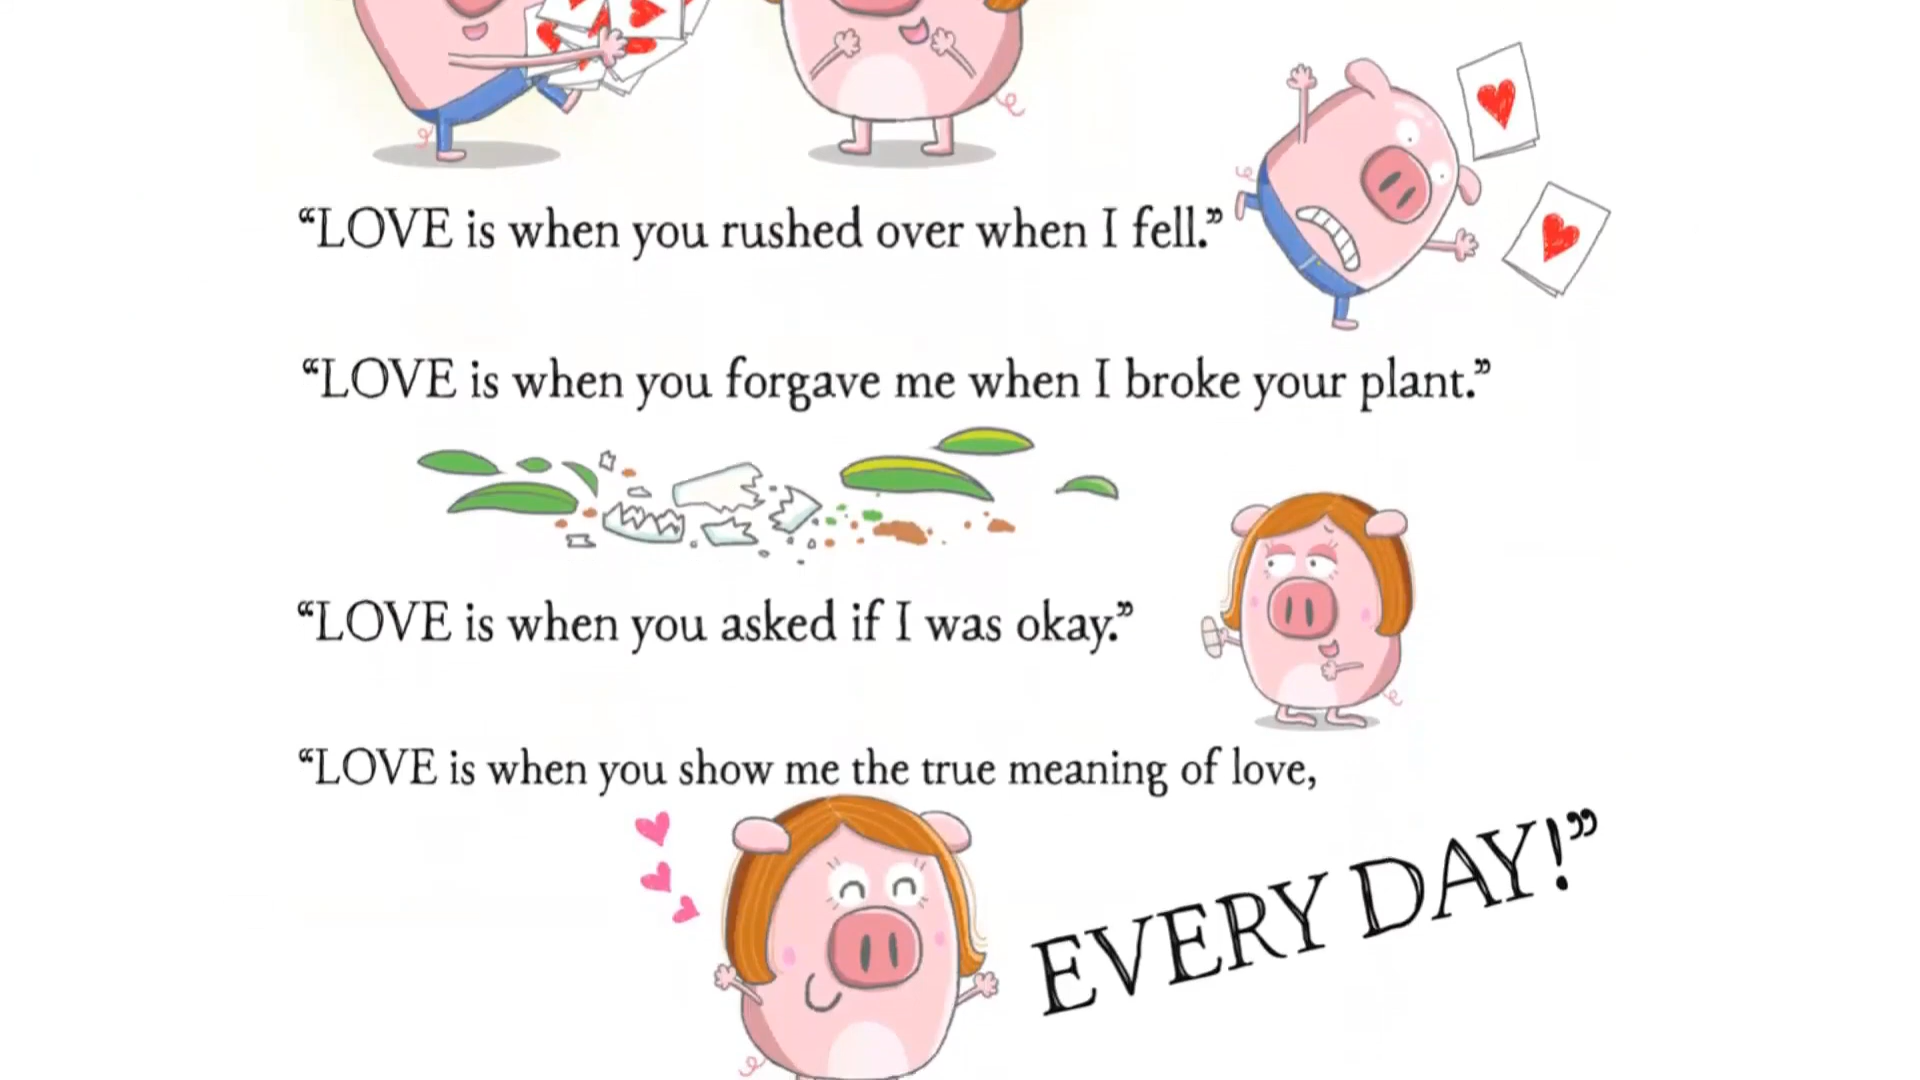 “LOVE is when you rushed over when I fell.”
“LOVE is when you forgave me when I broke your plant.”
“LOVE is when you asked if I was okay.”
“LOVE is when you show me the true meaning of love,
EVERY DAY!”